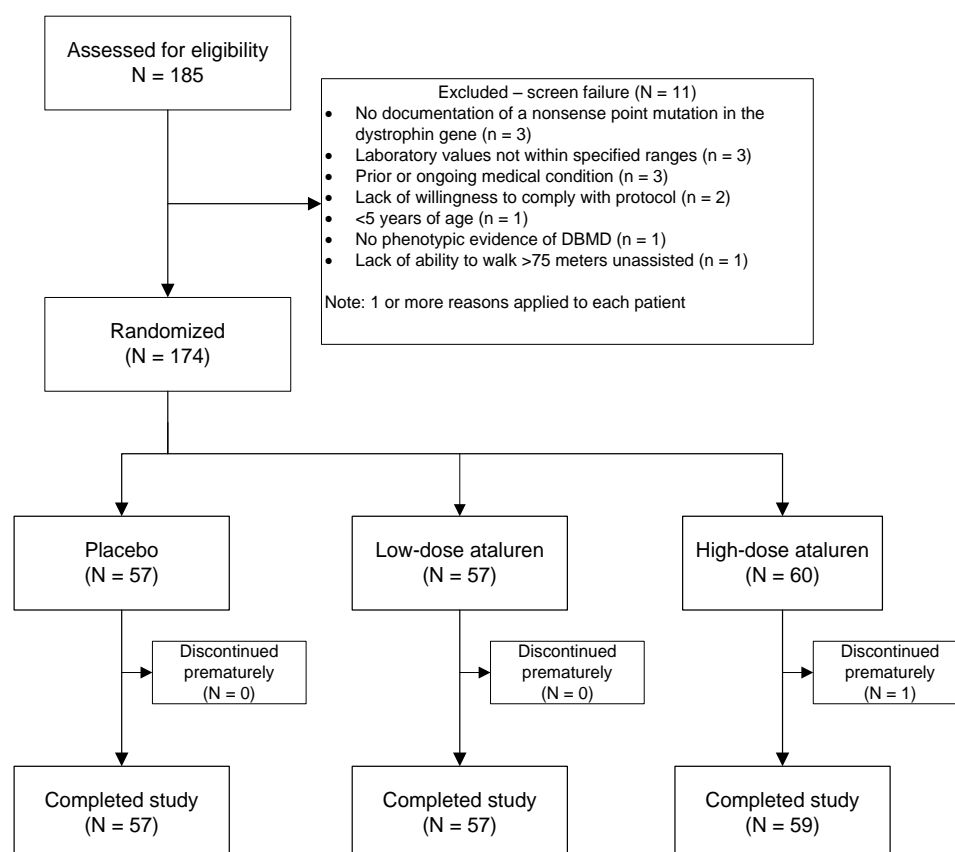 Assessed for eligibility
N = 185
Excluded – screen failure (N = 11)
• No documentation of a nonsense point mutation in the
dystrophin gene (n = 3)
• Laboratory values not within specified ranges (n = 3)
• Prior or ongoing medical condition (n = 3)
• Lack of willingness to comply with protocol (n = 2)
• <5 years of age (n = 1)
• No phenotypic evidence of DBMD (n = 1)
• Lack of ability to walk >75 meters unassisted (n = 1)
Note: 1 or more reasons applied to each patient
Randomized
(N = 174)
Placebo
(N = 57)
Low-dose ataluren
(N = 57)
High-dose ataluren
(N = 60)
Discontinued
prematurely
(N = 0)
Discontinued
prematurely
(N = 0)
Discontinued
prematurely
(N = 1)
Completed study
(N = 57)
Completed study
(N = 57)
Completed study
(N = 59)